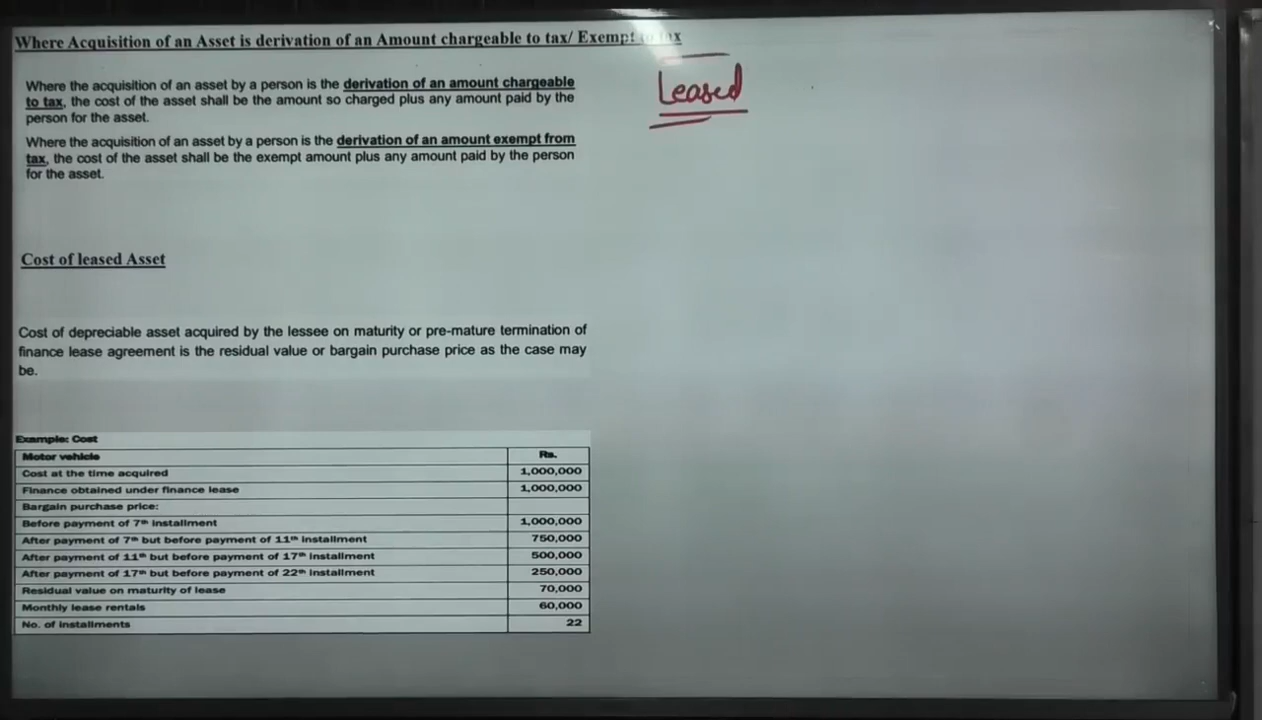 Where Acquisition of an Asset is derivation of an Amount chargeable to tax/ Exempt to tax
Leased
Where the acquisition of an asset by a person is the derivation of an amount chargeable
to tax, the cost of the asset shall be the amount so charged plus any amount paid by the
person for the asset.
Where the acquisition of an asset by a person is the derivation of an amount exempt from
tax, the cost of the asset shall be the exempt amount plus any amount paid by the person
for the asset.
Cost of leased Asset
Cost of depreciable asset acquired by the lessee on maturity or pre-mature termination of
finance lease agreement is the residual value or bargain purchase price as the case may
be.
Example: Cost
Motor vehicle Rs.
Cost at the time acquired 1,000,000
Finance obtained under finance lease 1,000,000
Bargain purchase price:
Before payment of 7th installment 1,000,000
After payment of 7th but before payment of 11th installment 750,000
After payment of 11th but before payment of 17th installment 500,000
After payment of 17th but before payment of 22th installment 250,000
Residual value on maturity of lease 70,000
Monthly lease rentals 60,000
No. of installments 22